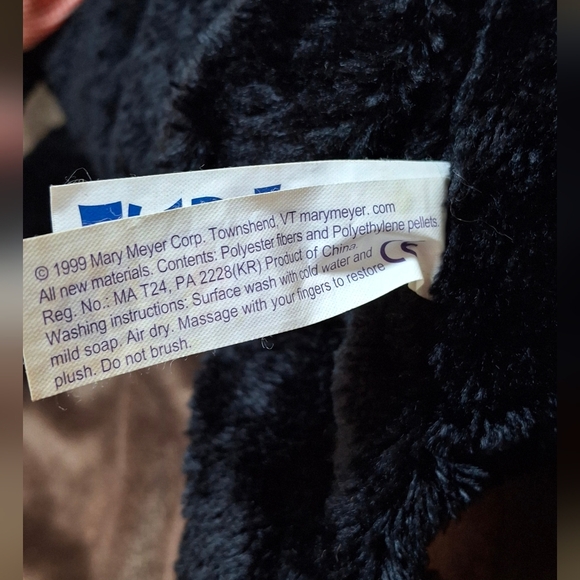 © 1999 Mary Meyer Corp. Townshend, VT marymeyer. com
All new materials. Contents: Polyester fibers and Polyethylene pellets.
Reg. No.: MA T24, PA 2228(KR) Product of China.
Washing instructions: Surface wash with cold water and
mild soap. Air dry. Massage with your fingers to restore
plush. Do not brush.
CE